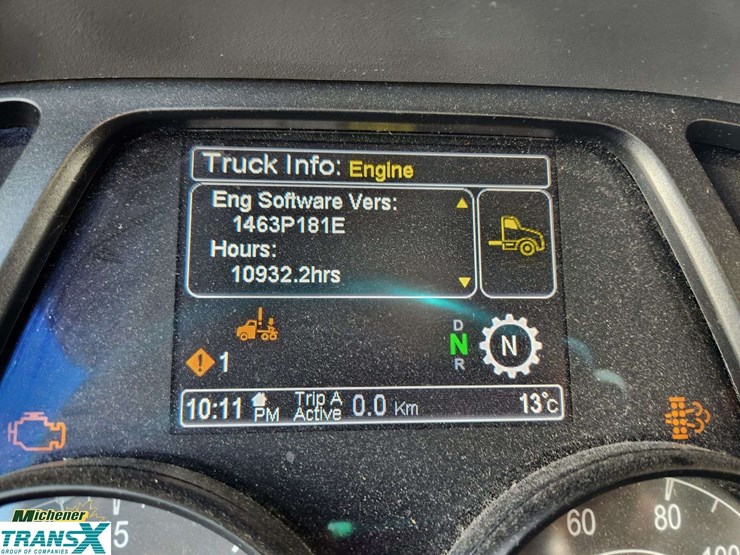 Truck Info: Engine
Eng Software Vers:
1463P181E
Hours:
10932.2hrs
D
N
R
N
1
10:11 PM Trip A Active 0.0 Km 13°C
5
60
80
100
Michener
TRANSX
GROUP OF COMPANIES